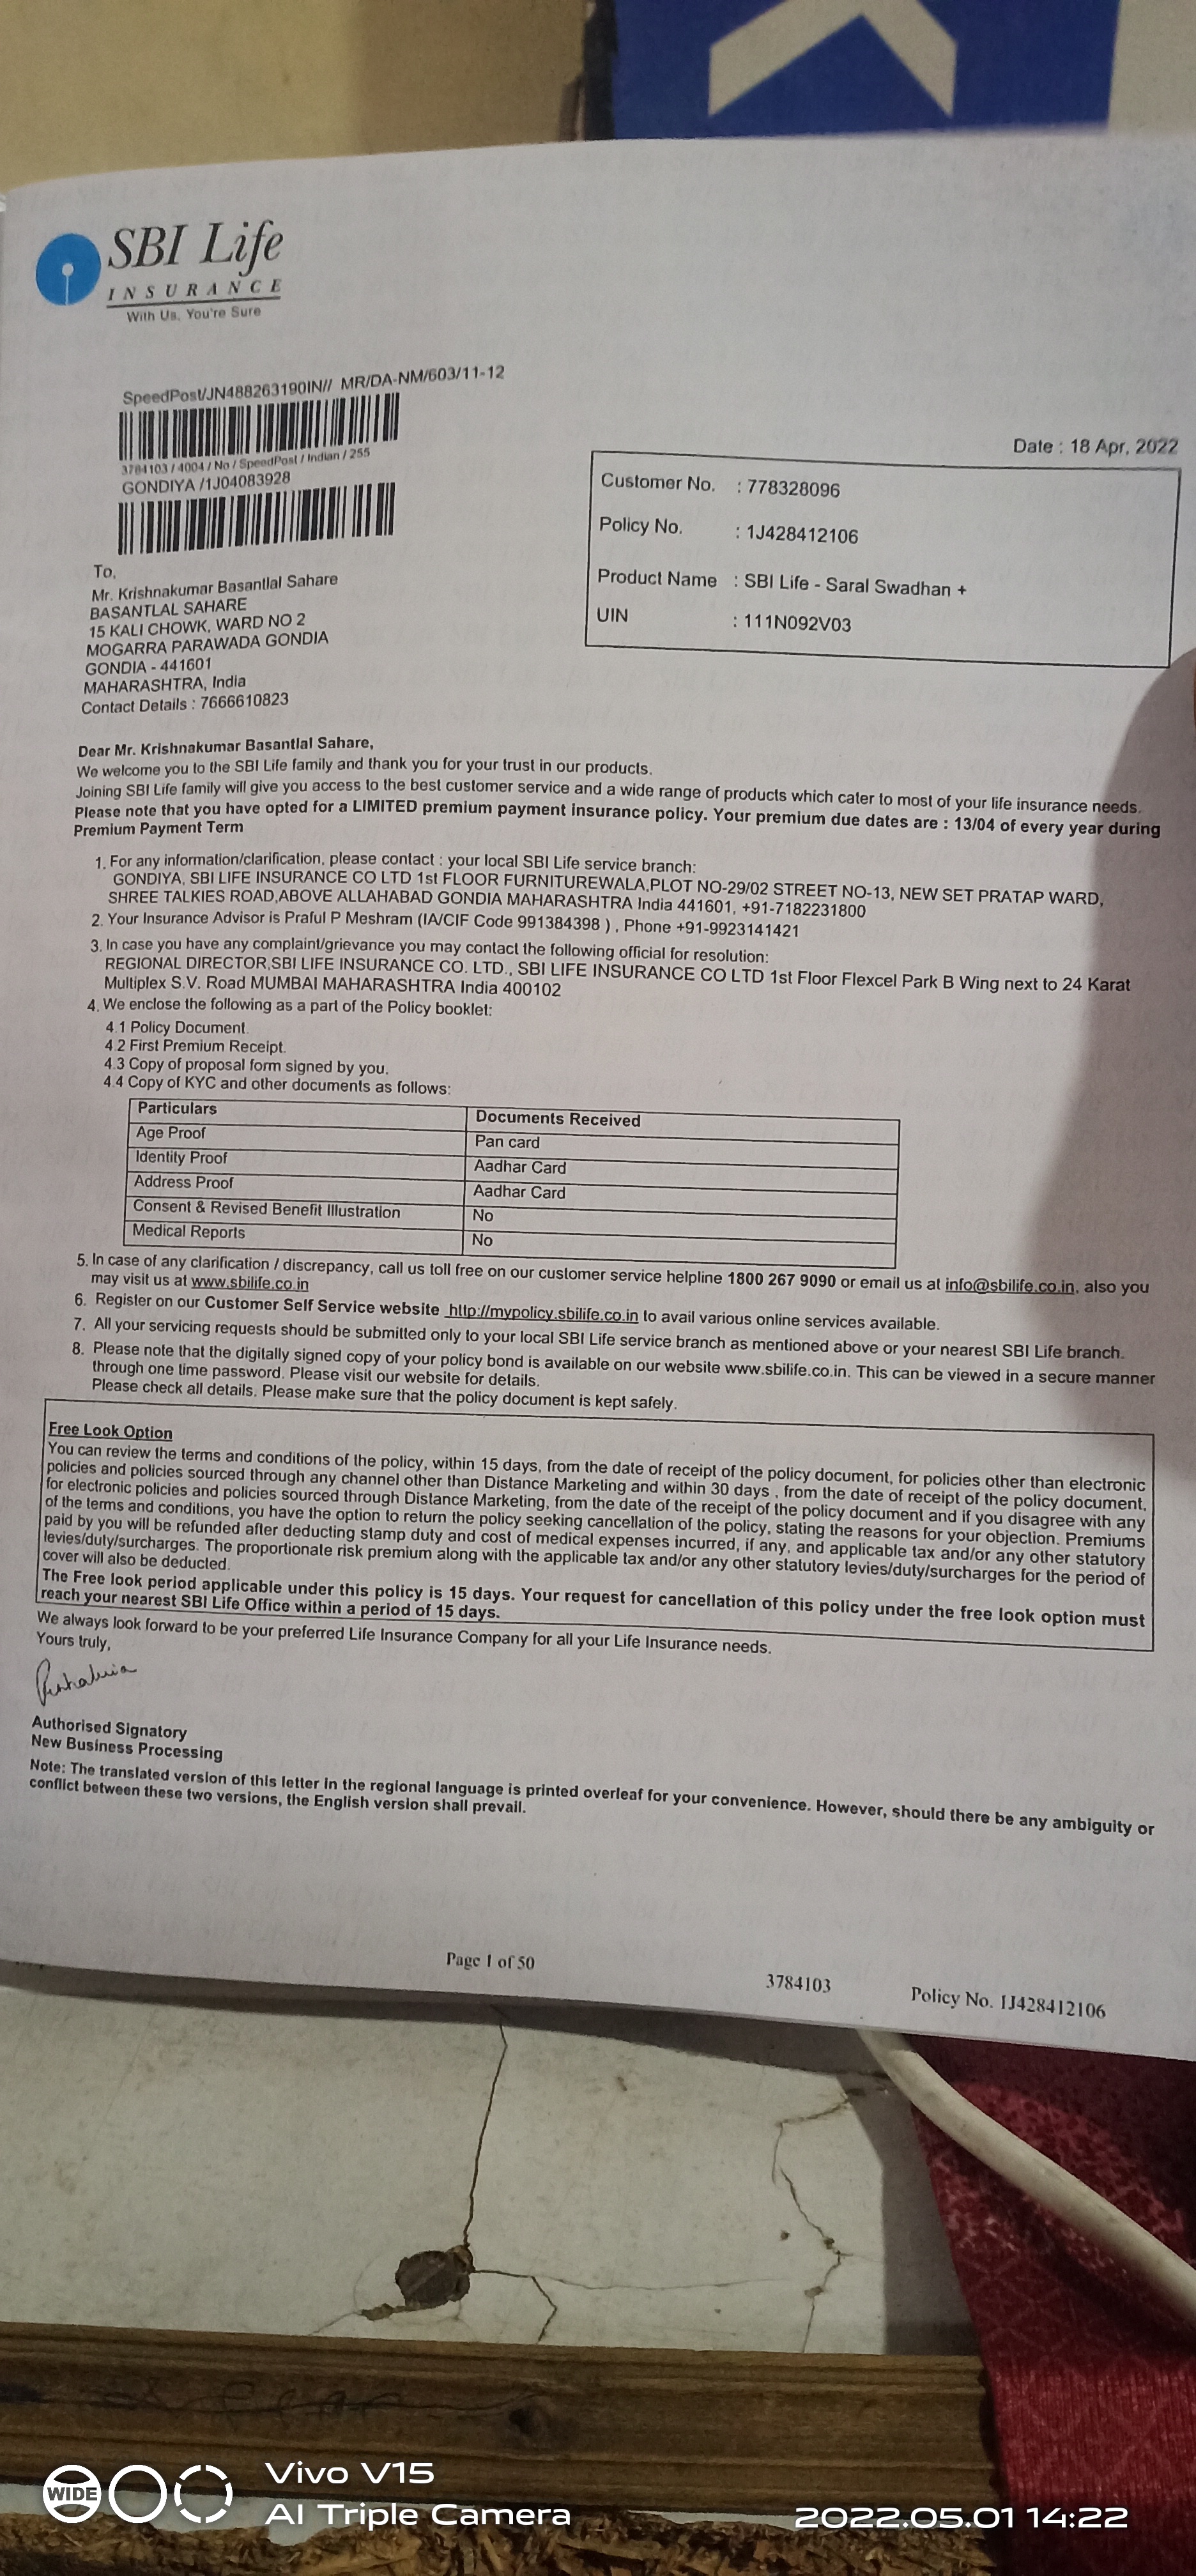 SBI Life
INSURANCE
With Us, You're Sure
SpeedPost/JN488263190IN// MR/DA-NM/603/11-12
3784103 / 4004 / No / SpeedPost / Indian / 255
GONDIYA /1J04083928
Date : 18 Apr, 2022
Customer No. : 778328096
Policy No. : 1J428412106
Product Name : SBI Life - Saral Swadhan +
UIN : 111N092V03
To,
Mr. Krishnakumar Basantlal Sahare
BASANTLAL SAHARE
15 KALI CHOWK, WARD NO 2
MOGARRA PARAWADA GONDIA
GONDIA - 441601
MAHARASHTRA, India
Contact Details : 7666610823
Dear Mr. Krishnakumar Basantlal Sahare,
We welcome you to the SBI Life family and thank you for your trust in our products.
Joining SBI Life family will give you access to the best customer service and a wide range of products which cater to most of your life insurance needs.
Please note that you have opted for a LIMITED premium payment insurance policy. Your premium due dates are : 13/04 of every year during
Premium Payment Term
1. For any information/clarification, please contact : your local SBI Life service branch:
GONDIYA, SBI LIFE INSURANCE CO LTD 1st FLOOR FURNITUREWALA,PLOT NO-29/02 STREET NO-13, NEW SET PRATAP WARD,
SHREE TALKIES ROAD,ABOVE ALLAHABAD GONDIA MAHARASHTRA India 441601, +91-7182231800
2. Your Insurance Advisor is Praful P Meshram (IA/CIF Code 991384398 ) , Phone +91-9923141421
3. In case you have any complaint/grievance you may contact the following official for resolution:
REGIONAL DIRECTOR,SBI LIFE INSURANCE CO. LTD., SBI LIFE INSURANCE CO LTD 1st Floor Flexcel Park B Wing next to 24 Karat
Multiplex S.V. Road MUMBAI MAHARASHTRA India 400102
4. We enclose the following as a part of the Policy booklet:
4.1 Policy Document.
4.2 First Premium Receipt.
4.3 Copy of proposal form signed by you.
4.4 Copy of KYC and other documents as follows:
Particulars Documents Received
Age Proof Pan card
Identity Proof Aadhar Card
Address Proof Aadhar Card
Consent & Revised Benefit Illustration No
Medical Reports No
5. In case of any clarification / discrepancy, call us toll free on our customer service helpline 1800 267 9090 or email us at info@sbilife.co.in, also you
may visit us at www.sbilife.co.in
6. Register on our Customer Self Service website http://mypolicy.sbilife.co.in to avail various online services available.
7. All your servicing requests should be submitted only to your local SBI Life service branch as mentioned above or your nearest SBI Life branch.
8. Please note that the digitally signed copy of your policy bond is available on our website www.sbilife.co.in. This can be viewed in a secure manner
through one time password. Please visit our website for details.
Please check all details. Please make sure that the policy document is kept safely.
Free Look Option
You can review the terms and conditions of the policy, within 15 days, from the date of receipt of the policy document, for policies other than electronic
policies and policies sourced through any channel other than Distance Marketing and within 30 days , from the date of receipt of the policy document,
for electronic policies and policies sourced through Distance Marketing, from the date of the receipt of the policy document and if you disagree with any
of the terms and conditions, you have the option to return the policy seeking cancellation of the policy, stating the reasons for your objection. Premiums
paid by you will be refunded after deducting stamp duty and cost of medical expenses incurred, if any, and applicable tax and/or any other statutory
levies/duty/surcharges. The proportionate risk premium along with the applicable tax and/or any other statutory levies/duty/surcharges for the period of
cover will also be deducted.
The Free look period applicable under this policy is 15 days. Your request for cancellation of this policy under the free look option must
reach your nearest SBI Life Office within a period of 15 days.
We always look forward to be your preferred Life Insurance Company for all your Life Insurance needs.
Yours truly,
Authorised Signatory
New Business Processing
Note: The translated version of this letter in the regional language is printed overleaf for your convenience. However, should there be any ambiguity or
conflict between these two versions, the English version shall prevail.
Page 1 of 50
3784103
Policy No. 1J428412106
WIDE
Vivo V15
AI Triple Camera
2022.05.01 14:22